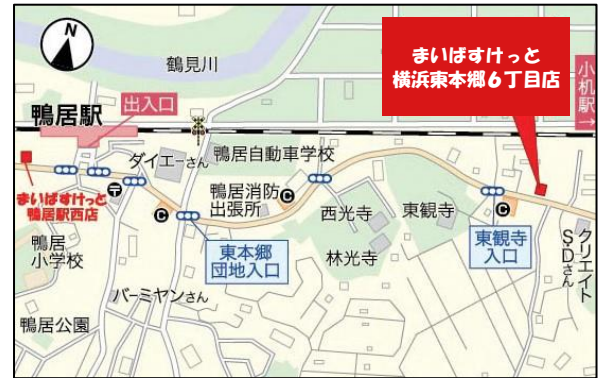 N
鶴見川
まいばすけっと
横浜東本郷6丁目店
小机駅→
出入口
鴨居駅
ダイエーさん
鴨居自動車学校
まいばすけっと
鴨居駅西店
〒
鴨居消防
出張所
C
C
C
西光寺
東観寺
林光寺
東本郷
団地入口
東観寺
入口
クリエイト
SDさん
鴨居
小学校
バーミヤンさん
鴨居公園